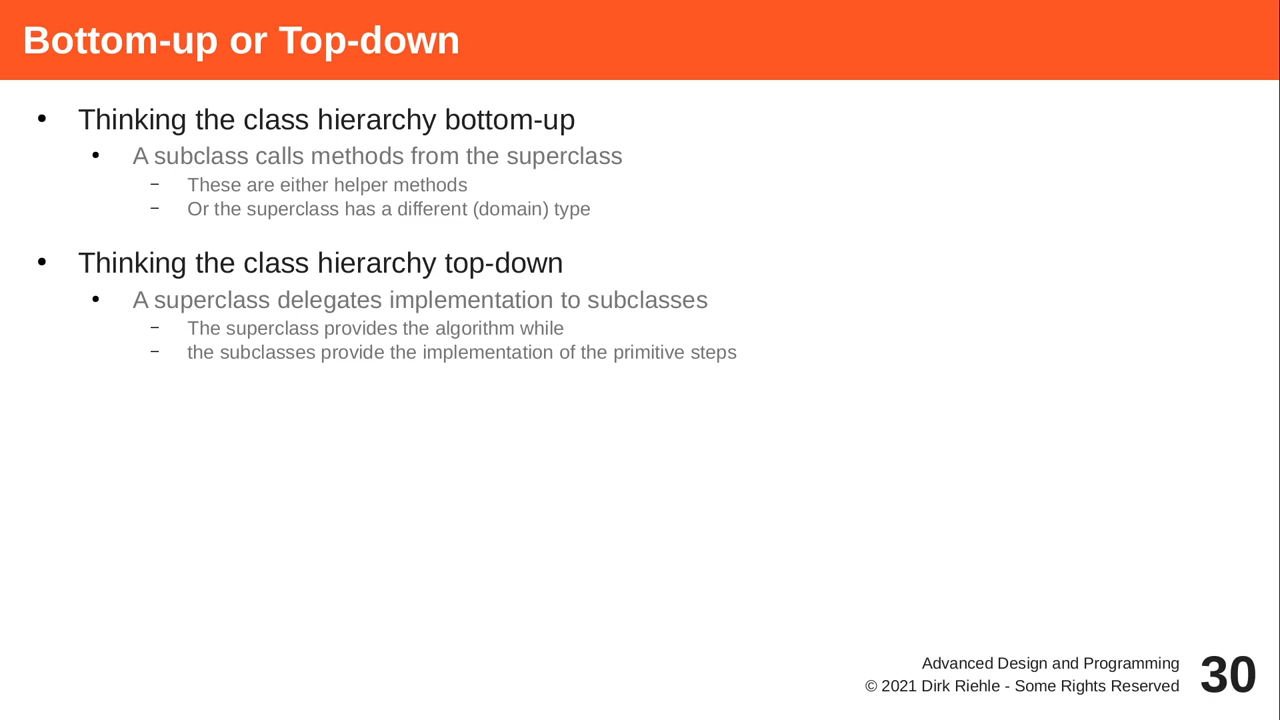 Bottom-up or Top-down
• Thinking the class hierarchy bottom-up
• A subclass calls methods from the superclass
– These are either helper methods
– Or the superclass has a different (domain) type
• Thinking the class hierarchy top-down
• A superclass delegates implementation to subclasses
– The superclass provides the algorithm while
– the subclasses provide the implementation of the primitive steps
Advanced Design and Programming
© 2021 Dirk Riehle - Some Rights Reserved
30